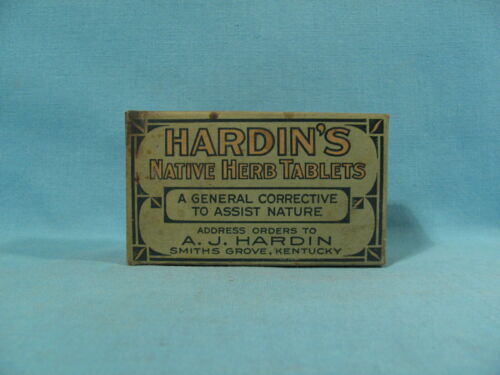 HARDIN'S
NATIVE HERB TABLETS
A GENERAL CORRECTIVE
TO ASSIST NATURE
ADDRESS ORDERS TO
A. J. HARDIN
SMITHS GROVE, KENTUCKY